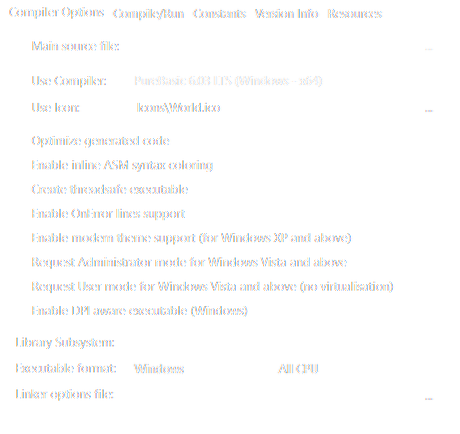 Compiler Options Compile/Run Constants Version Info Resources
Main source file: ...
Use Compiler: PureBasic 6.03 LTS (Windows - x64)
Use Icon: Icons\World.ico ...
Optimize generated code
Enable inline ASM syntax coloring
Create threadsafe executable
Enable OnError lines support
Enable modern theme support (for Windows XP and above)
Request Administrator mode for Windows Vista and above
Request User mode for Windows Vista and above (no virtualisation)
Enable DPI aware executable (Windows)
Library Subsystem:
Executable format: Windows All CPU
Linker options file: ...